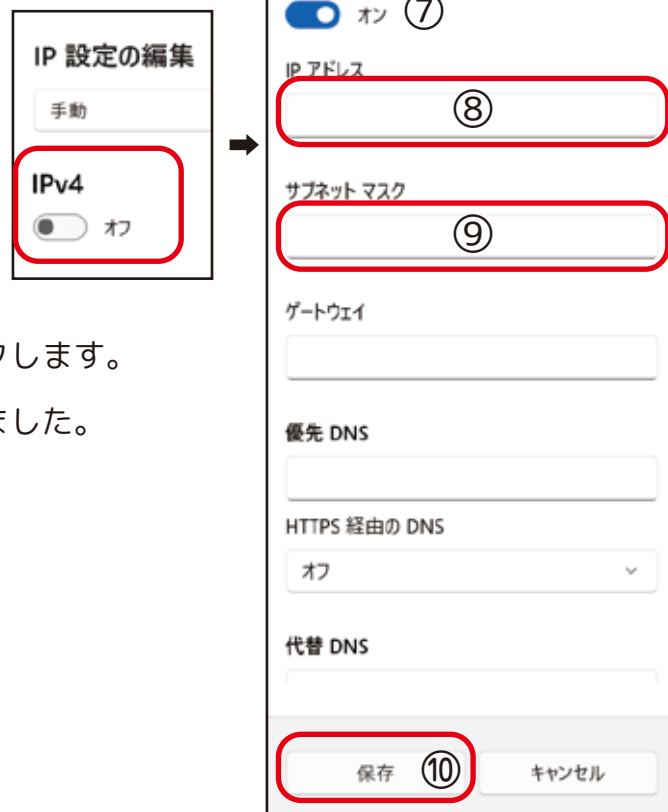 IP 設定の編集
手動
IPv4
オフ
➡
クします。
ました。
オン ⑦
IP アドレス
⑧
サブネット マスク
⑨
ゲートウェイ
優先 DNS
HTTPS 経由の DNS
オフ
代替 DNS
保存 ⑩ キャンセル